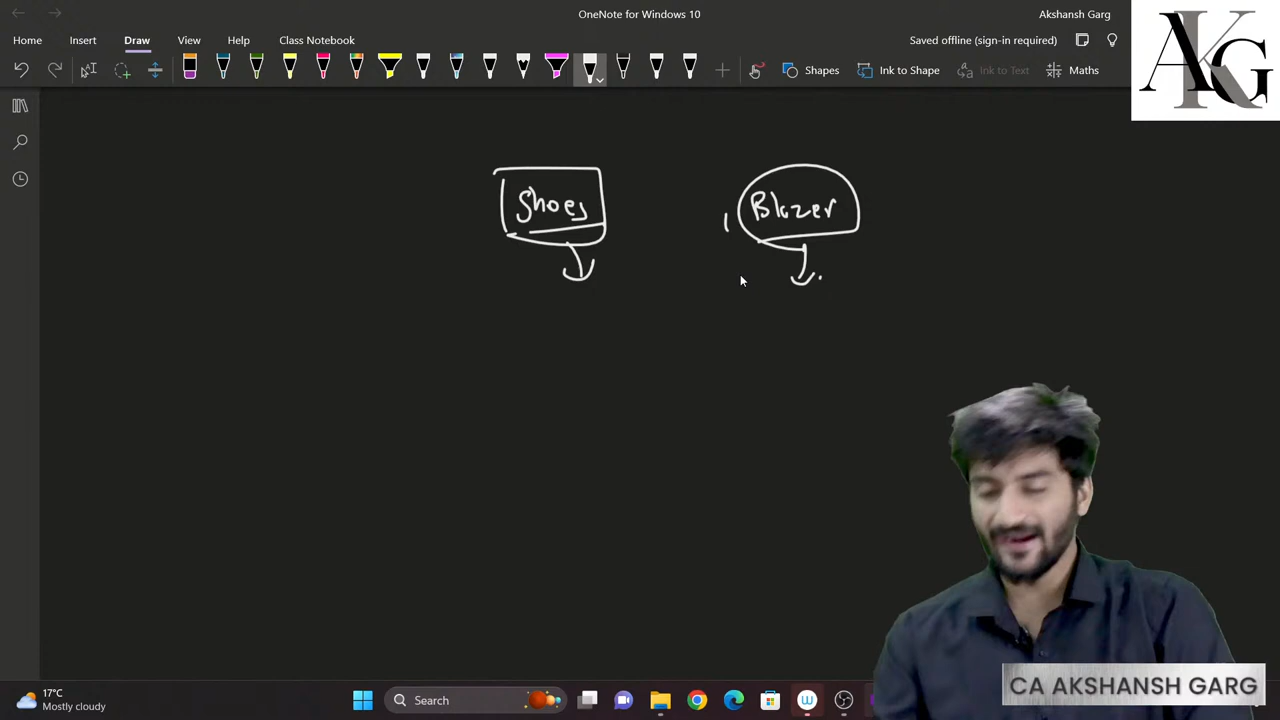 OneNote for Windows 10
Akshansh Garg
Home Insert Draw View Help Class Notebook
Saved offline (sign-in required)
Shapes Ink to Shape Ink to Text Maths
AKG
Shoes
Blazer
CA AKSHANSH GARG
17°C
Mostly cloudy
Search